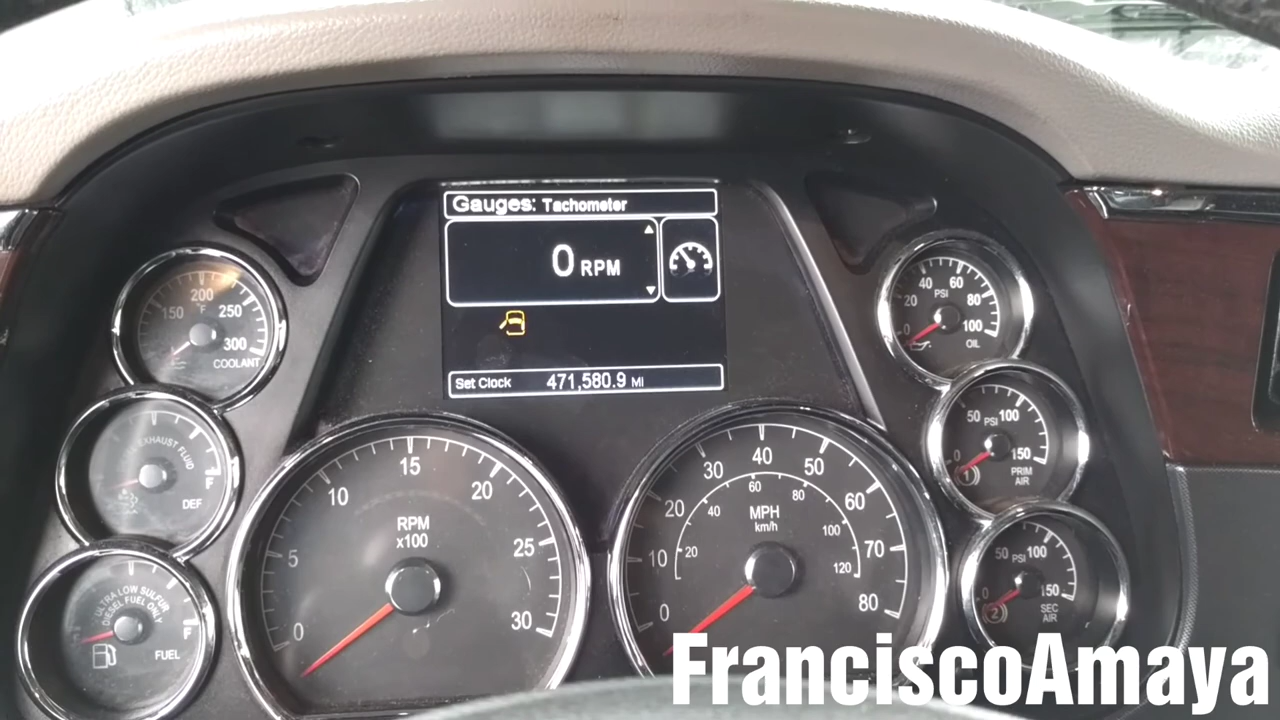 Gauges: Tachometer
0 RPM
Set Clock 471,580.9 MI
150 200 250 300
°F
COOLANT
EXHAUST FLUID
F
DEF
ULTRA LOW SULFUR
DIESEL FUEL ONLY
F
FUEL
0 5 10 15 20 25 30
RPM
x100
0 10 20 30 40 50 60 70 80
20 40 60 80 100 120
MPH
km/h
0 20 40 60 80 100
PSI
OIL
0 50 100 150
PSI
PRIM
AIR
1
0 50 100 150
PSI
SEC
AIR
2
FranciscoAmaya